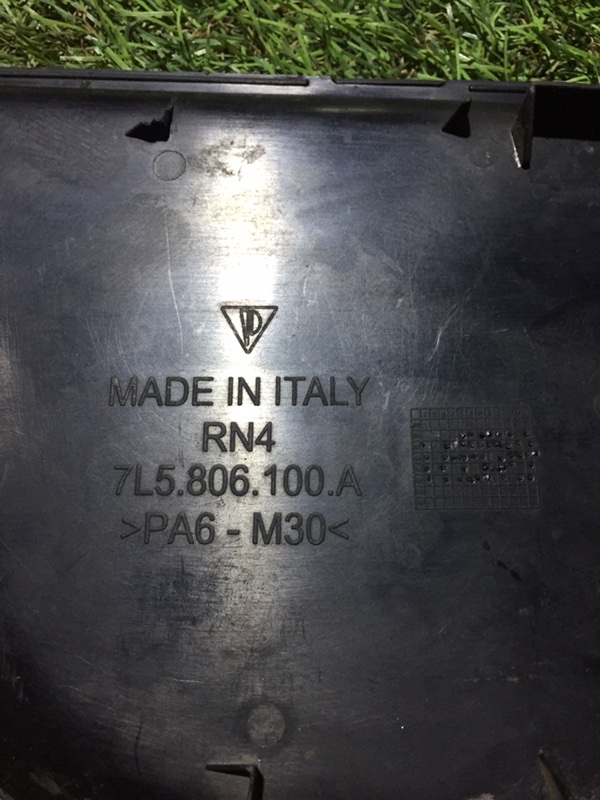 MADE IN ITALY
RN4
7L5.806.100.A
>PA6 - M30<